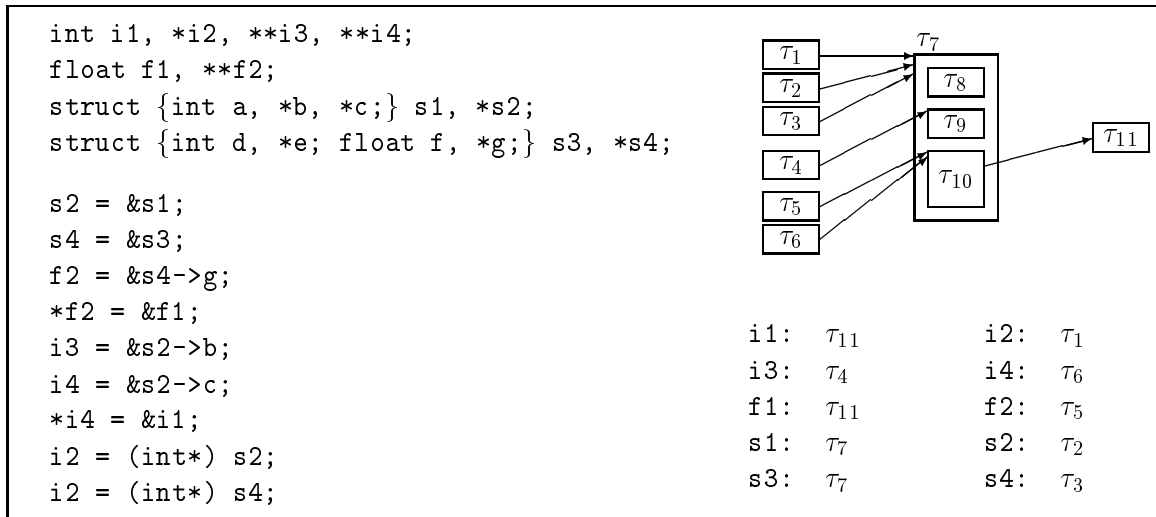 int i1, *i2, **i3, **i4;
float f1, **f2;
struct {int a, *b, *c;} s1, *s2;
struct {int d, *e; float f, *g;} s3, *s4;
s2 = &s1;
s4 = &s3;
f2 = &s4->g;
*f2 = &f1;
i3 = &s2->b;
i4 = &s2->c;
*i4 = &i1;
i2 = (int*) s2;
i2 = (int*) s4;
τ1
τ2
τ3
τ4
τ5
τ6
τ7
τ8
τ9
τ10
τ11
i1: τ11 i2: τ1
i3: τ4 i4: τ6
f1: τ11 f2: τ5
s1: τ7 s2: τ2
s3: τ7 s4: τ3